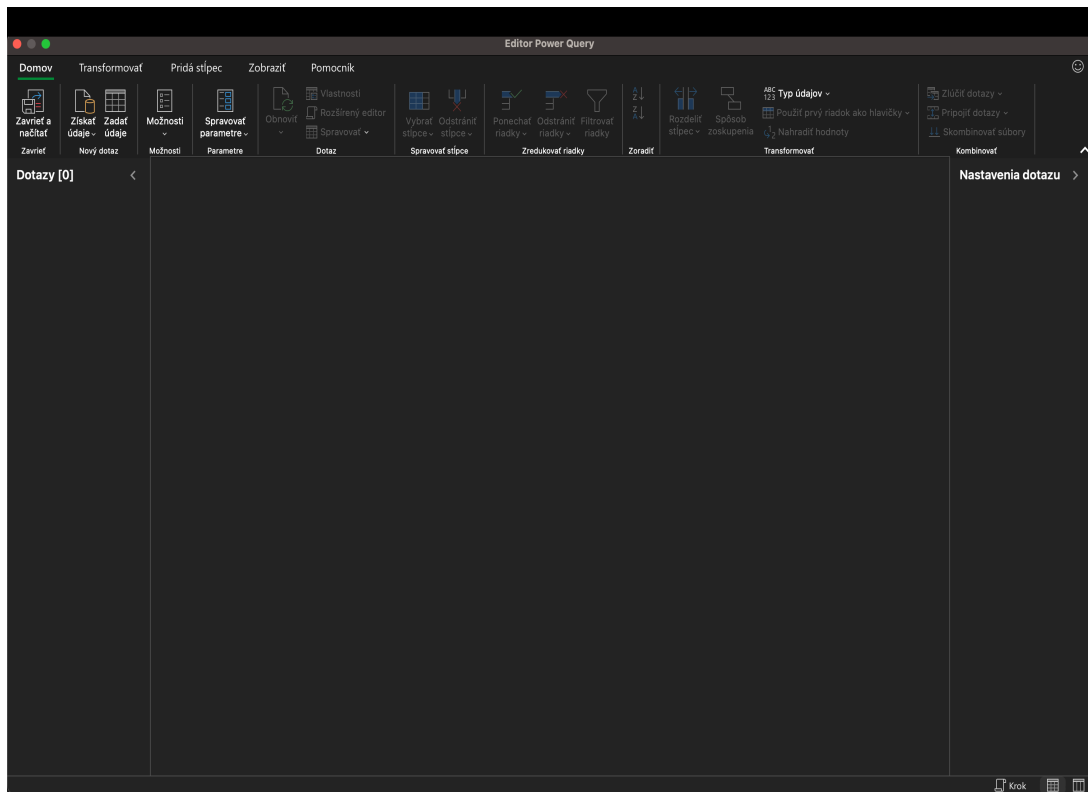 Editor Power Query
Domov Transformovať Pridá stĺpec Zobraziť Pomocník
Zavrieť a načítať
Získať údaje
Zadať údaje
Možnosti
Spravovať parametre
Obnoviť
Vlastnosti
Rozšírený editor
Spravovať
Vybrať stĺpce
Odstrániť stĺpce
Ponechať riadky
Odstrániť riadky
Filtrovať riadky
Rozdeliť stĺpec
Spôsob zoskupenia
Typ údajov
Použiť prvý riadok ako hlavičky
Nahradiť hodnoty
Zlúčiť dotazy
Pripojiť dotazy
Skombinovať súbory
Zavrieť Nový dotaz Možnosti Parametre Dotaz Spravovať stĺpce Zredukovať riadky Zoradiť Transformovať Kombinovať
Dotazy [0]
Nastavenia dotazu
Krok